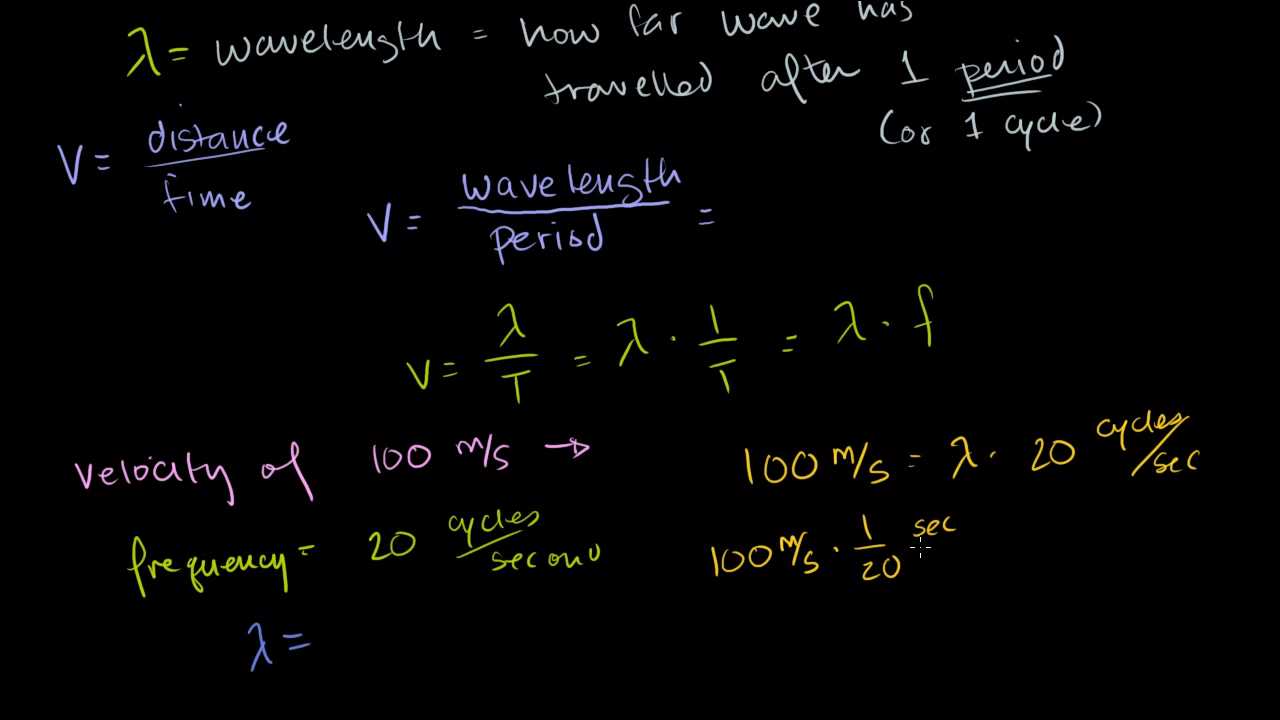 λ = wavelength = how far wave has
travelled after 1 period
(or 1 cycle)
V = distance/time
V = wavelength/period =
v = λ/T = λ · 1/T = λ · f
Velocity of 100 m/s →
100 m/s = λ · 20 cycles/sec
frequency = 20 cycles/second
100 m/s · 1/20 sec
λ =